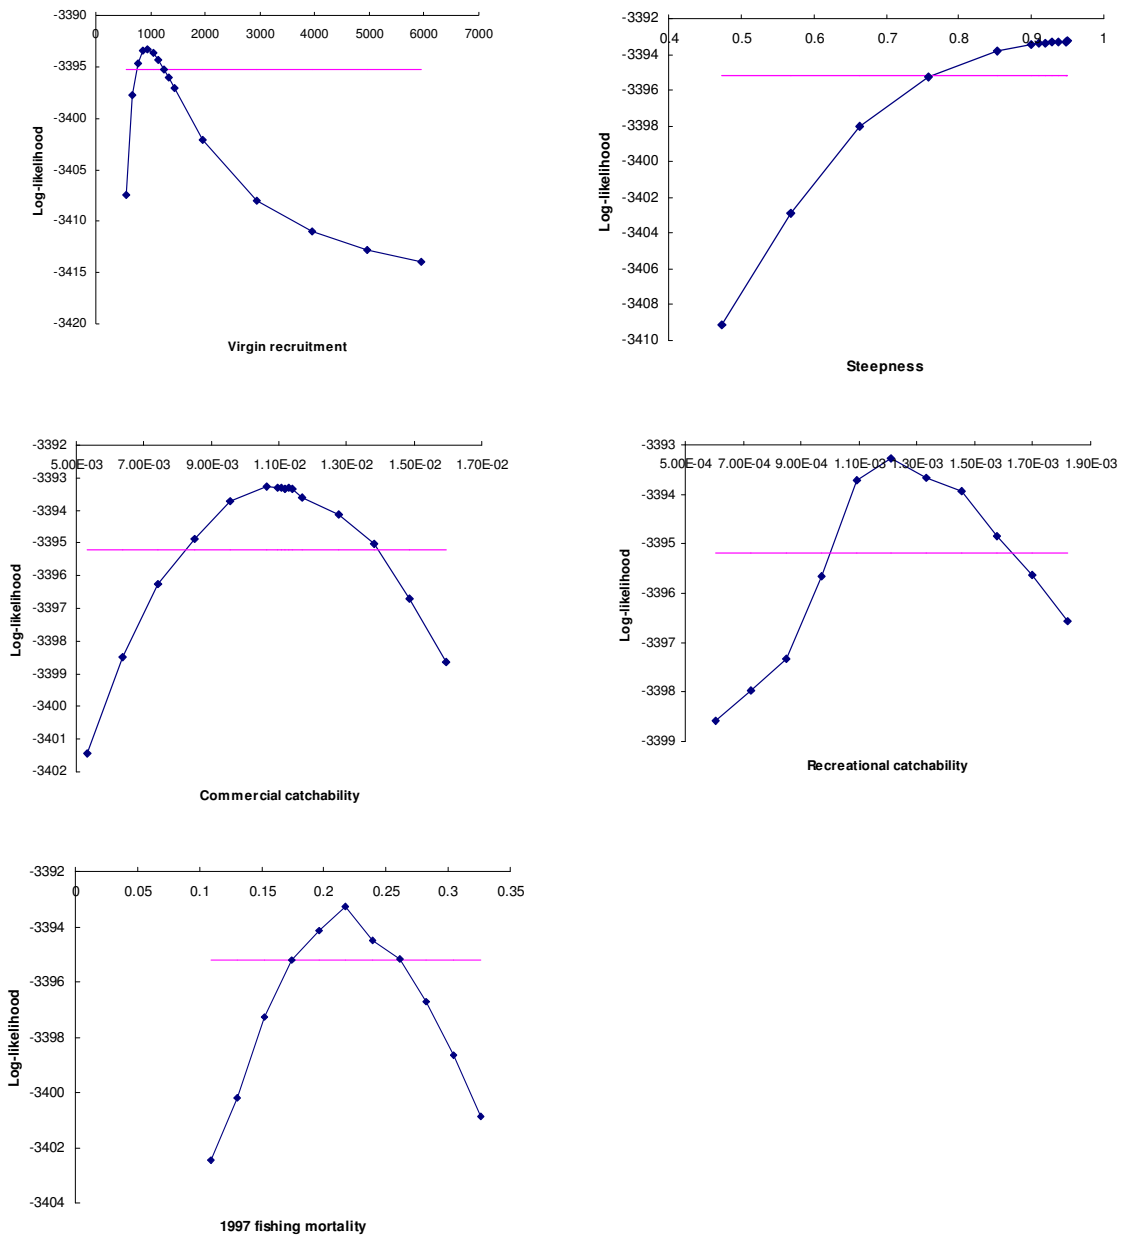 -3390
0 1000 2000 3000 4000 5000 6000 7000
-3395
-3400
-3405
-3410
-3415
-3420
Log-likelihood
Virgin recruitment
-3392
0.4 0.5 0.6 0.7 0.8 0.9 1
-3394
-3396
-3398
-3400
-3402
-3404
-3406
-3408
-3410
Log-likelihood
Steepness
-3392
5.00E-03 7.00E-03 9.00E-03 1.10E-02 1.30E-02 1.50E-02 1.70E-02
-3393
-3394
-3395
-3396
-3397
-3398
-3399
-3400
-3401
-3402
Log-likelihood
Commercial catchability
-3393
5.00E-04 7.00E-04 9.00E-04 1.10E-03 1.30E-03 1.50E-03 1.70E-03 1.90E-03
-3394
-3395
-3396
-3397
-3398
-3399
Log-likelihood
Recreational catchability
-3392
0 0.05 0.1 0.15 0.2 0.25 0.3 0.35
-3394
-3396
-3398
-3400
-3402
-3404
Log-likelihood
1997 fishing mortality